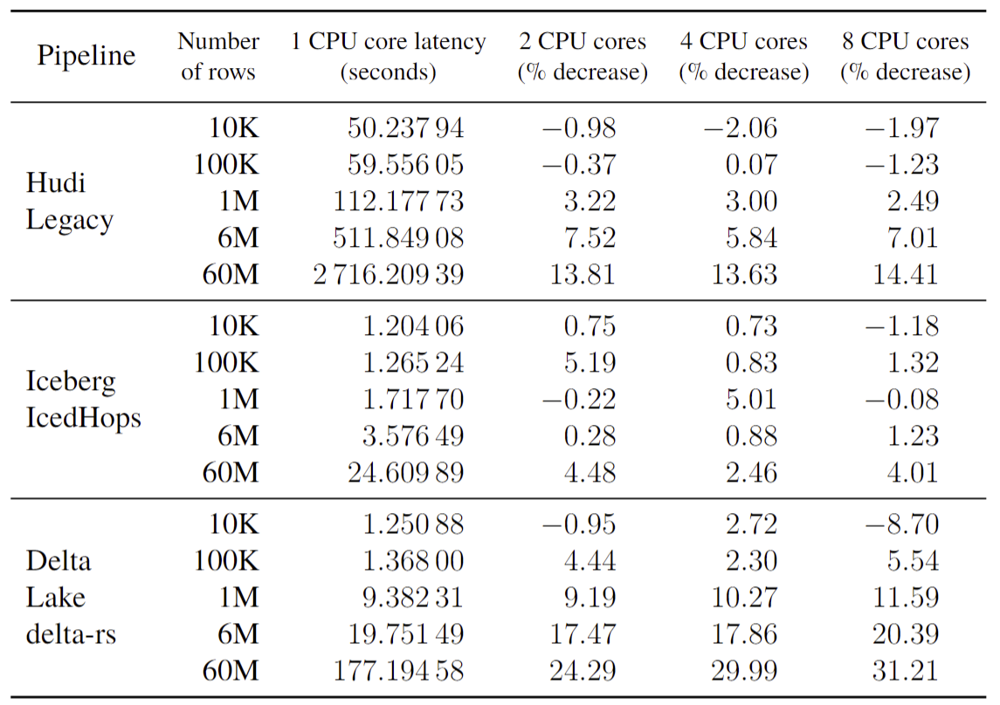 Pipeline Number of rows 1 CPU core latency (seconds) 2 CPU cores (% decrease) 4 CPU cores (% decrease) 8 CPU cores (% decrease)
Hudi Legacy
10K 50.237 94 −0.98 −2.06 −1.97
100K 59.556 05 −0.37 0.07 −1.23
1M 112.177 73 3.22 3.00 2.49
6M 511.849 08 7.52 5.84 7.01
60M 2 716.209 39 13.81 13.63 14.41
Iceberg IcedHops
10K 1.204 06 0.75 0.73 −1.18
100K 1.265 24 5.19 0.83 1.32
1M 1.717 70 −0.22 5.01 −0.08
6M 3.576 49 0.28 0.88 1.23
60M 24.609 89 4.48 2.46 4.01
Delta Lake delta-rs
10K 1.250 88 −0.95 2.72 −8.70
100K 1.368 00 4.44 2.30 5.54
1M 9.382 31 9.19 10.27 11.59
6M 19.751 49 17.47 17.86 20.39
60M 177.194 58 24.29 29.99 31.21